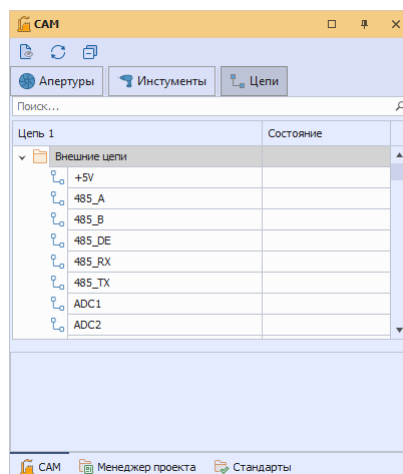 CAM
Апертуры Инстументы Цепи
Поиск...
Цепь 1 Состояние
Внешние цепи
+5V
485_A
485_B
485_DE
485_RX
485_TX
ADC1
ADC2
CAM Менеджер проекта Стандарты